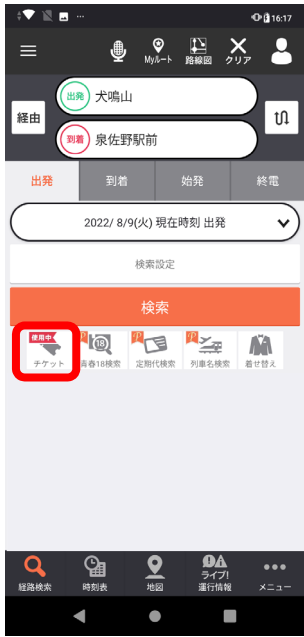 16:17
Myルート
路線図
クリア
経由
出発
犬鳴山
到着
泉佐野駅前
出発
到着
始発
終電
2022/ 8/9(火) 現在時刻 出発
検索設定
検索
使用中
チケット
P
青春18検索
P
定期代検索
P
列車名検索
着せ替え
経路検索
時刻表
地図
ライブ!
運行情報
メニュー